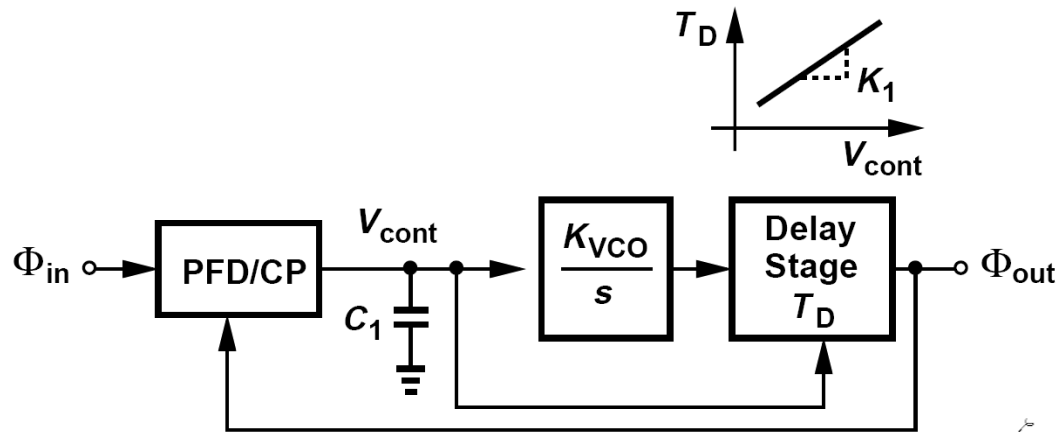 T_D
K_1
V_cont
V_cont
Φ_in
PFD/CP
C_1
K_VCO
s
Delay
Stage
T_D
Φ_out